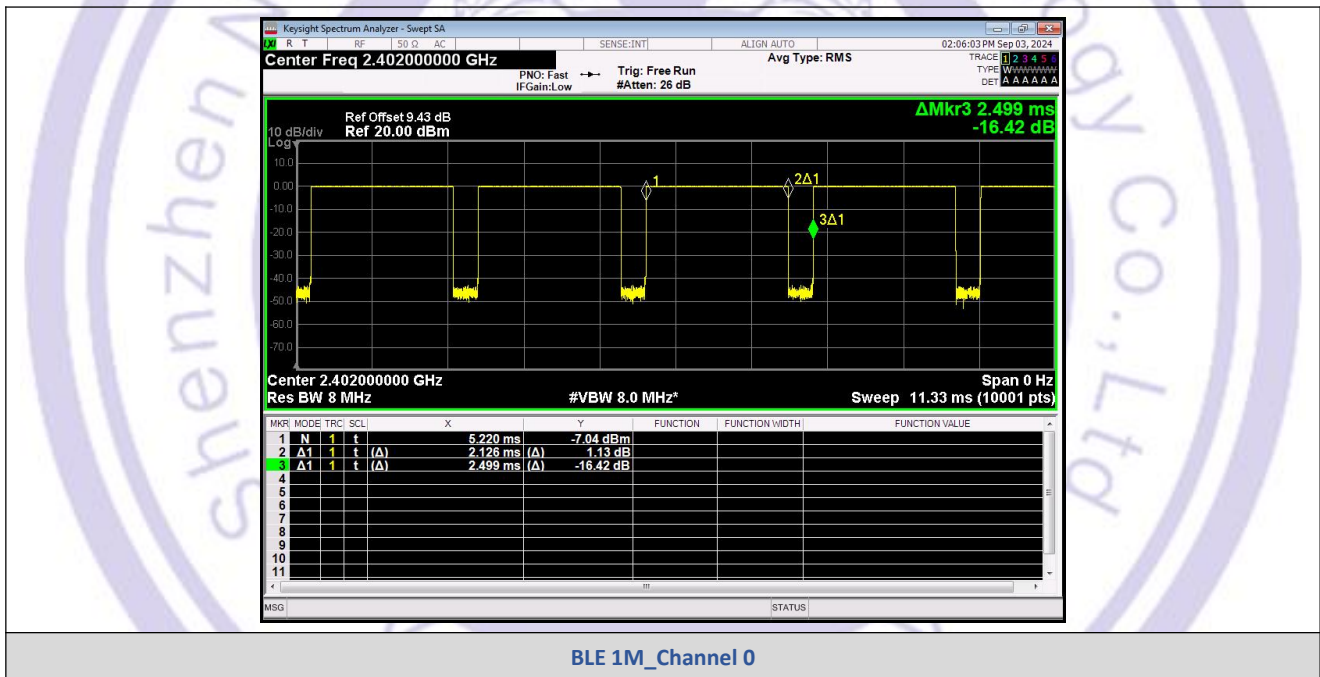 Keysight Spectrum Analyzer - Swept SA
LXI R T RF 50 Ω AC SENSE:INT ALIGN AUTO 02:06:03 PM Sep 03, 2024
Center Freq 2.402000000 GHz Avg Type: RMS TRACE 1 2 3 4 5 6
PNO: Fast Trig: Free Run TYPE WWWWWWW
IFGain:Low #Atten: 26 dB DET A A A A A A
ΔMkr3 2.499 ms
-16.42 dB
Ref Offset 9.43 dB
10 dB/div Ref 20.00 dBm
Log
10.0
0.00
-10.0
-20.0
-30.0
-40.0
-50.0
-60.0
-70.0
1
2Δ1
3Δ1
Center 2.402000000 GHz Span 0 Hz
Res BW 8 MHz #VBW 8.0 MHz* Sweep 11.33 ms (10001 pts)
MKR MODE TRC SCL X Y FUNCTION FUNCTION WIDTH FUNCTION VALUE
1 N 1 t 5.220 ms -7.04 dBm
2 Δ1 1 t (Δ) 2.126 ms (Δ) 1.13 dB
3 Δ1 1 t (Δ) 2.499 ms (Δ) -16.42 dB
4
5
6
7
8
9
10
11
MSG STATUS
BLE 1M_Channel 0
Shenzhen
gy Co., Ltd